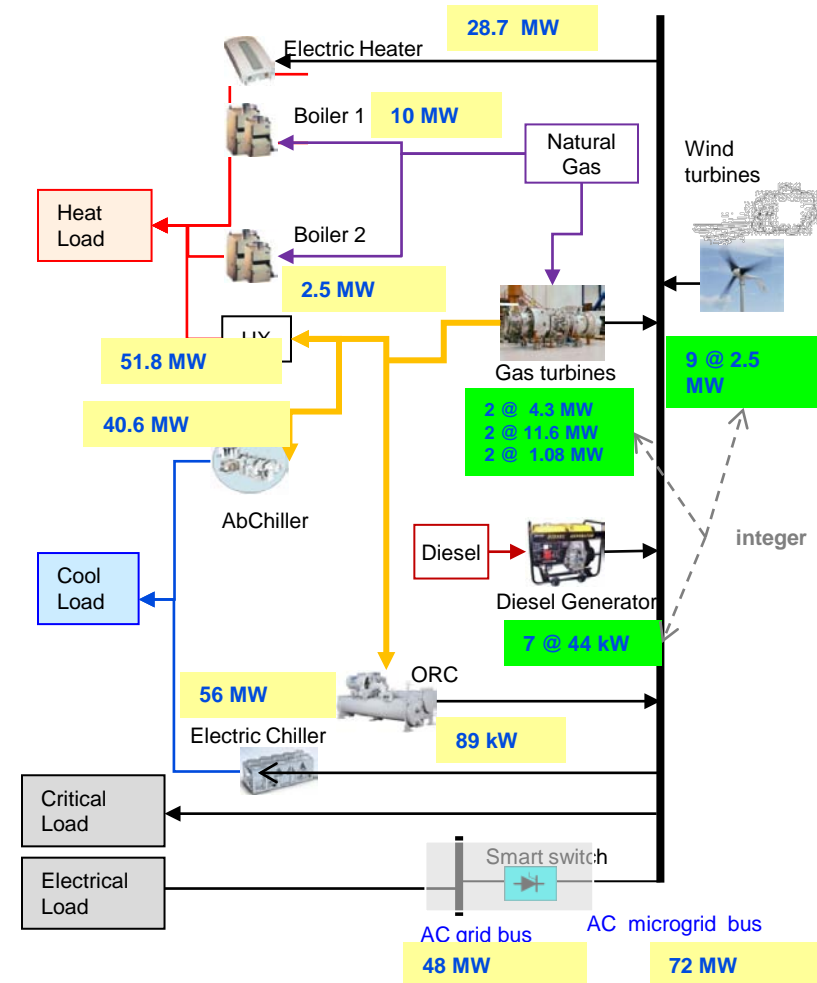 28.7 MW
Electric Heater
Boiler 1
10 MW
Natural
Gas
Wind
turbines
Heat
Load
Boiler 2
2.5 MW
51.8 MW
Gas turbines
9 @ 2.5
MW
40.6 MW
2 @ 4.3 MW
2 @ 11.6 MW
2 @ 1.08 MW
AbChiller
integer
Diesel
Cool
Load
Diesel Generator
7 @ 44 kW
ORC
56 MW
Electric Chiller
89 kW
Critical
Load
Smart switch
Electrical
Load
AC grid bus
AC microgrid bus
48 MW
72 MW